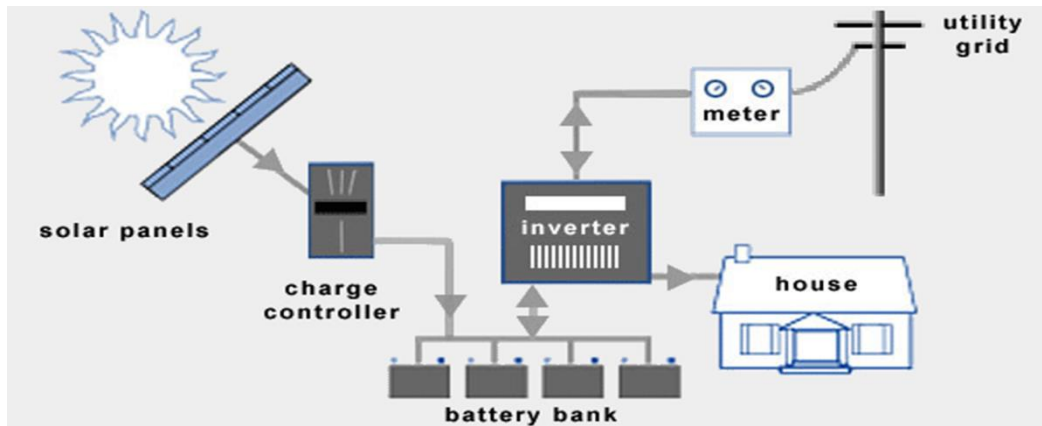 utility
grid
meter
solar panels
inverter
charge
controller
house
battery bank